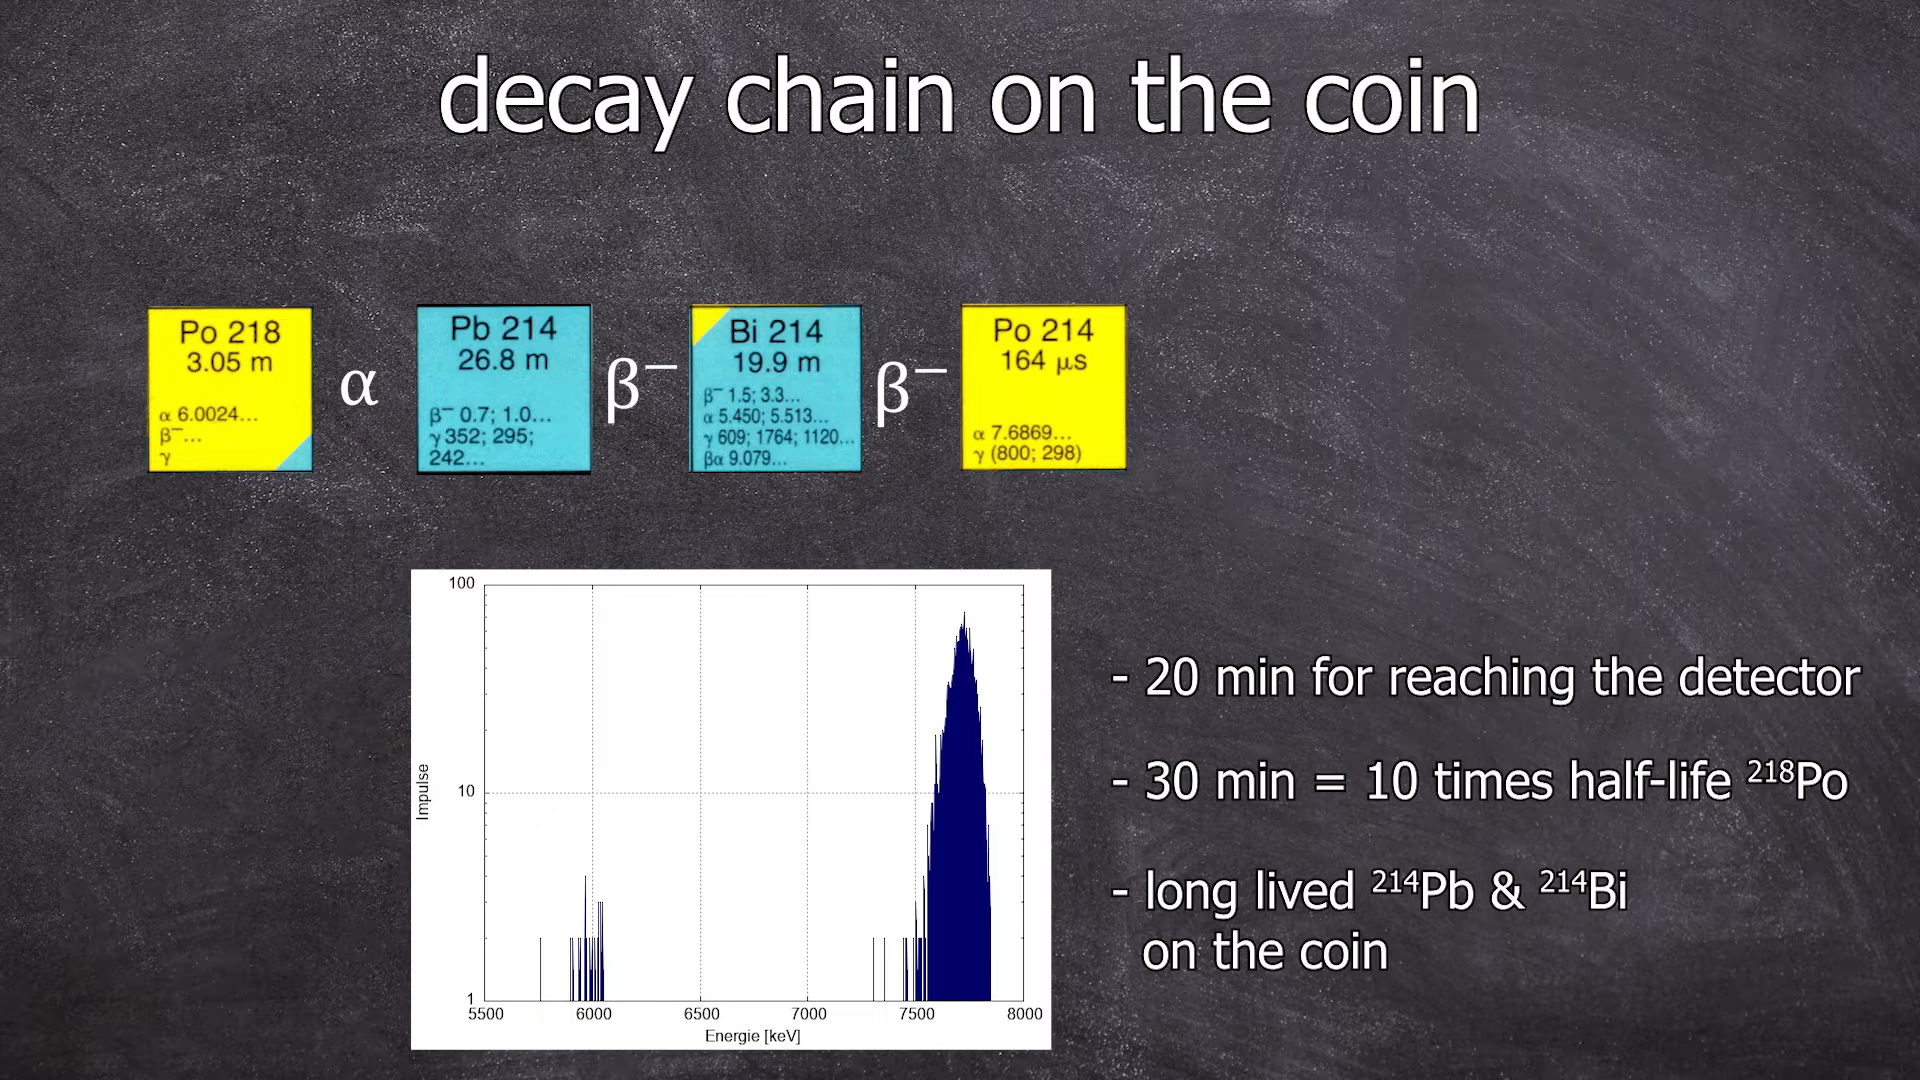 decay chain on the coin
Po 218
3.05 m
α 6.0024...
β⁻...
γ
α
Pb 214
26.8 m
β⁻ 0.7; 1.0...
γ 352; 295;
242...
β⁻
Bi 214
19.9 m
β⁻ 1.5; 3.3...
α 5.450; 5.513...
γ 609; 1764; 1120...
βα 9.079...
β⁻
Po 214
164 μs
α 7.6869...
γ (800; 298)
100
10
1
Impulse
5500 6000 6500 7000 7500 8000
Energie [keV]
- 20 min for reaching the detector
- 30 min = 10 times half-life ²¹⁸Po
- long lived ²¹⁴Pb & ²¹⁴Bi
on the coin